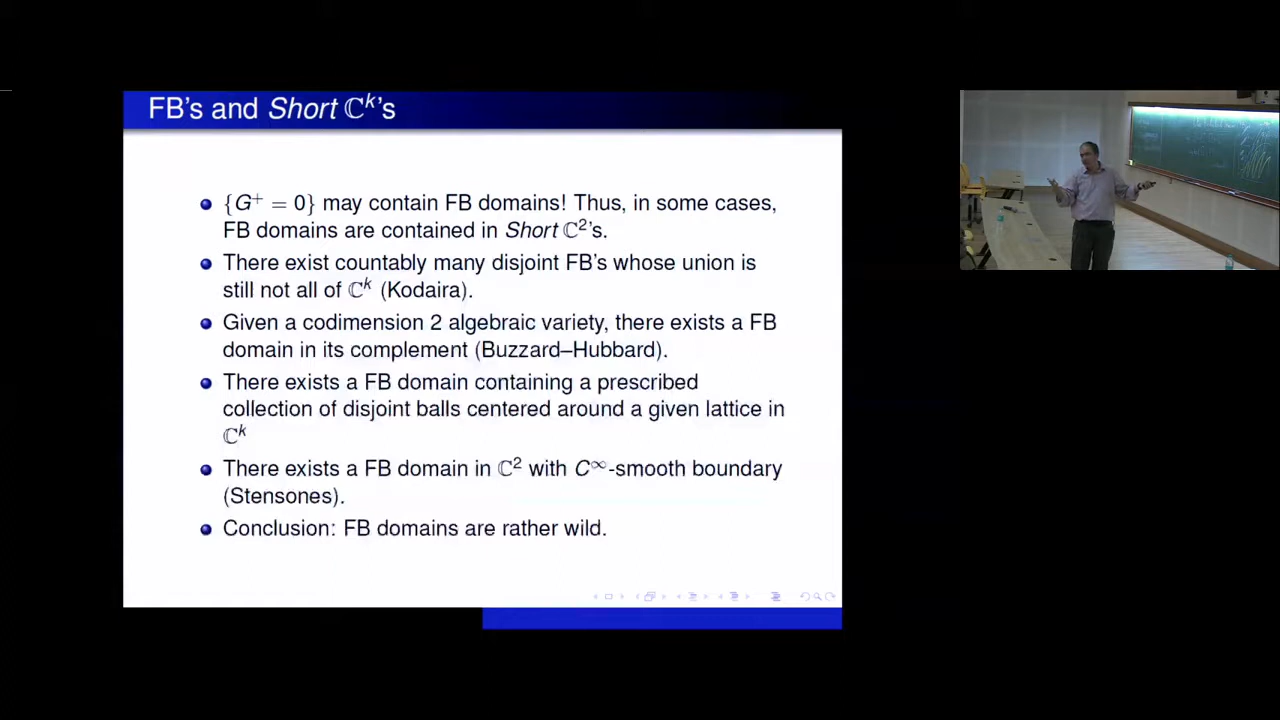 FB's and Short ℂᵏ's
{G⁺ = 0} may contain FB domains! Thus, in some cases,
FB domains are contained in Short ℂ²'s.
There exist countably many disjoint FB's whose union is
still not all of ℂᵏ (Kodaira).
Given a codimension 2 algebraic variety, there exists a FB
domain in its complement (Buzzard–Hubbard).
There exists a FB domain containing a prescribed
collection of disjoint balls centered around a given lattice in
ℂᵏ
There exists a FB domain in ℂ² with C∞-smooth boundary
(Stensones).
Conclusion: FB domains are rather wild.